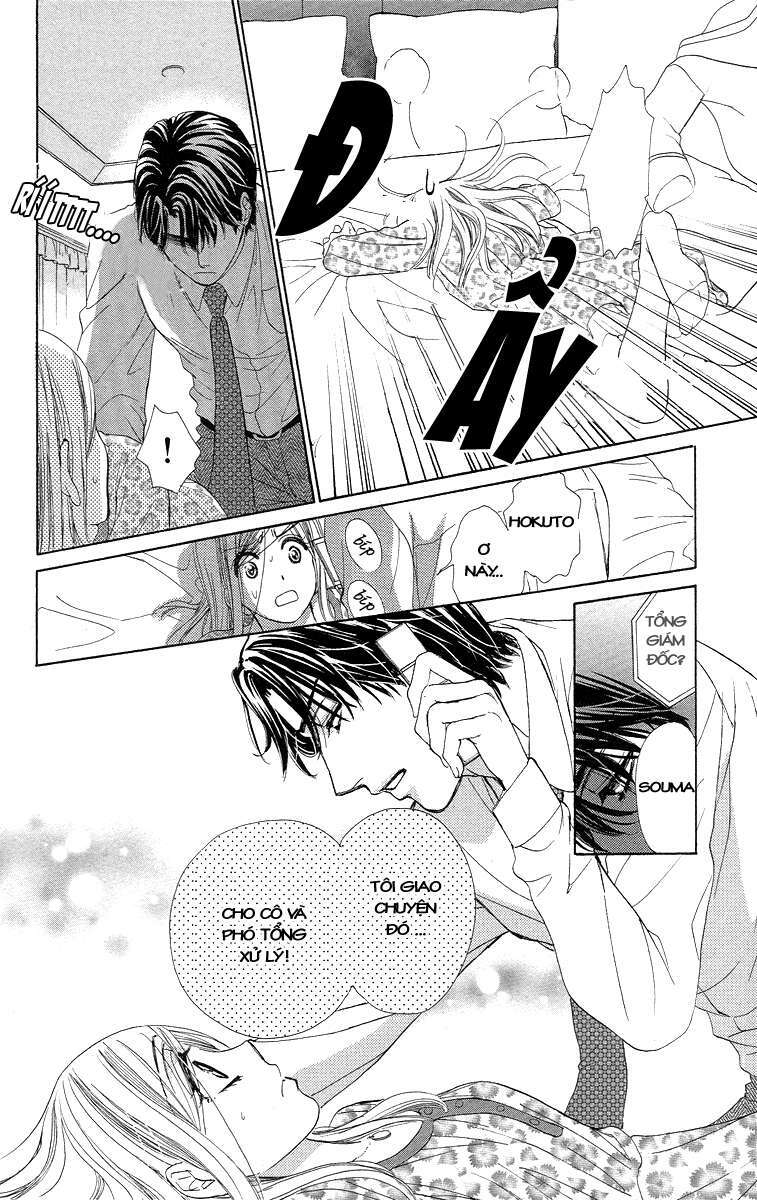 ĐẨY
RÍÍTTTT....
!
HOKUTO
Ơ
NÀY...
BÍP
BÍP
TỔNG
GIÁM
ĐỐC?
SOUMA
TÔI GIAO
CHUYỆN
ĐÓ ...
CHO CÔ VÀ
PHÓ TỔNG
XỬ LÝ!